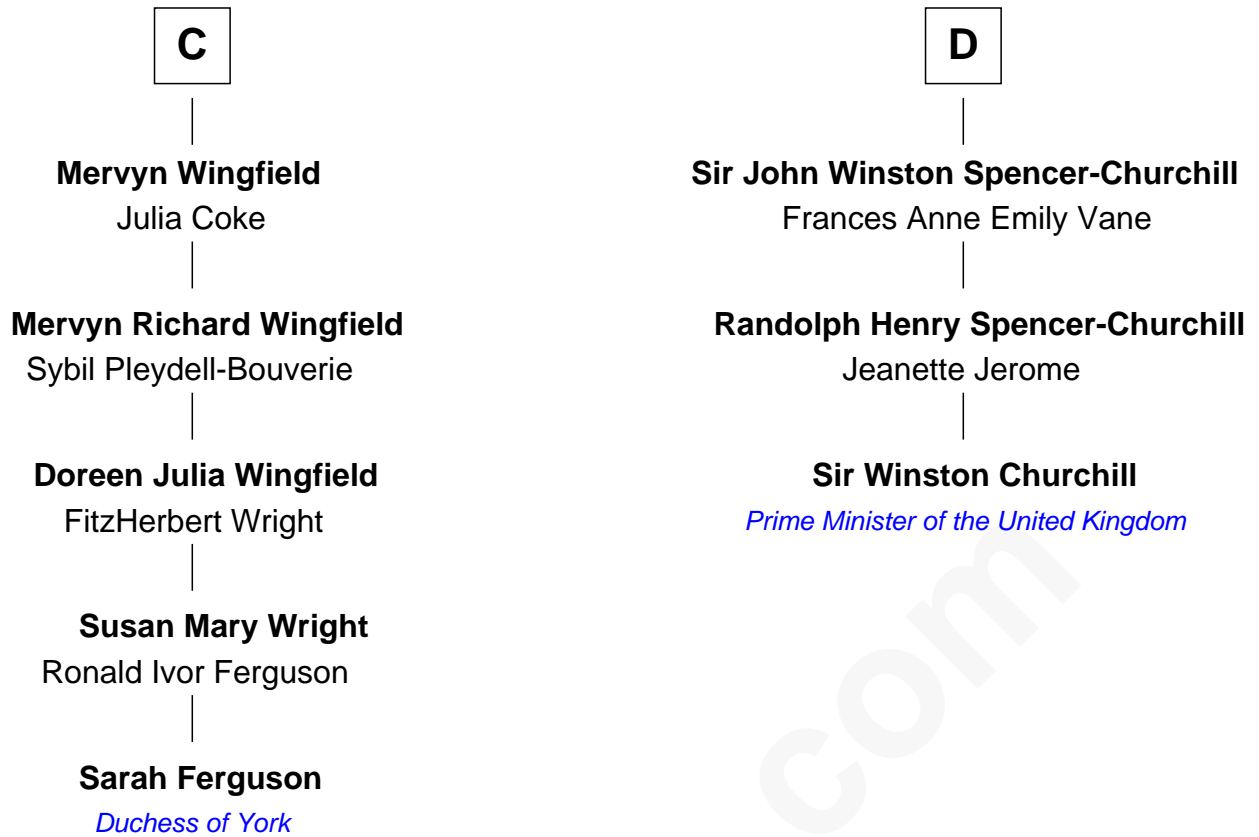 C
Mervyn Wingfield
Julia Coke
Mervyn Richard Wingfield
Sybil Pleydell-Bouverie
Doreen Julia Wingfield
FitzHerbert Wright
Susan Mary Wright
Ronald Ivor Ferguson
Sarah Ferguson
Duchess of York
D
Sir John Winston Spencer-Churchill
Frances Anne Emily Vane
Randolph Henry Spencer-Churchill
Jeanette Jerome
Sir Winston Churchill
Prime Minister of the United Kingdom
com